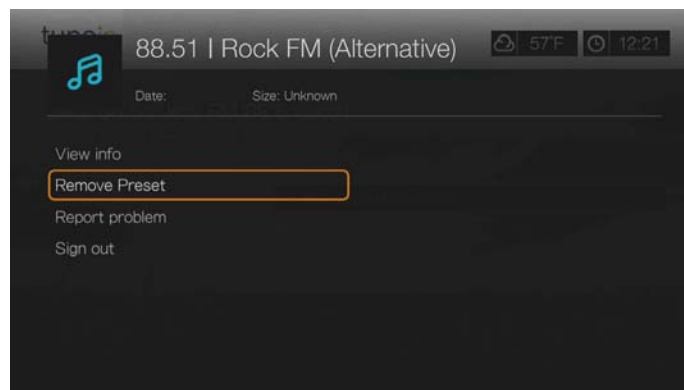 tunein
88.51 | Rock FM (Alternative)
57°F
12:21
Date:
Size: Unknown
View info
Remove Preset
Report problem
Sign out